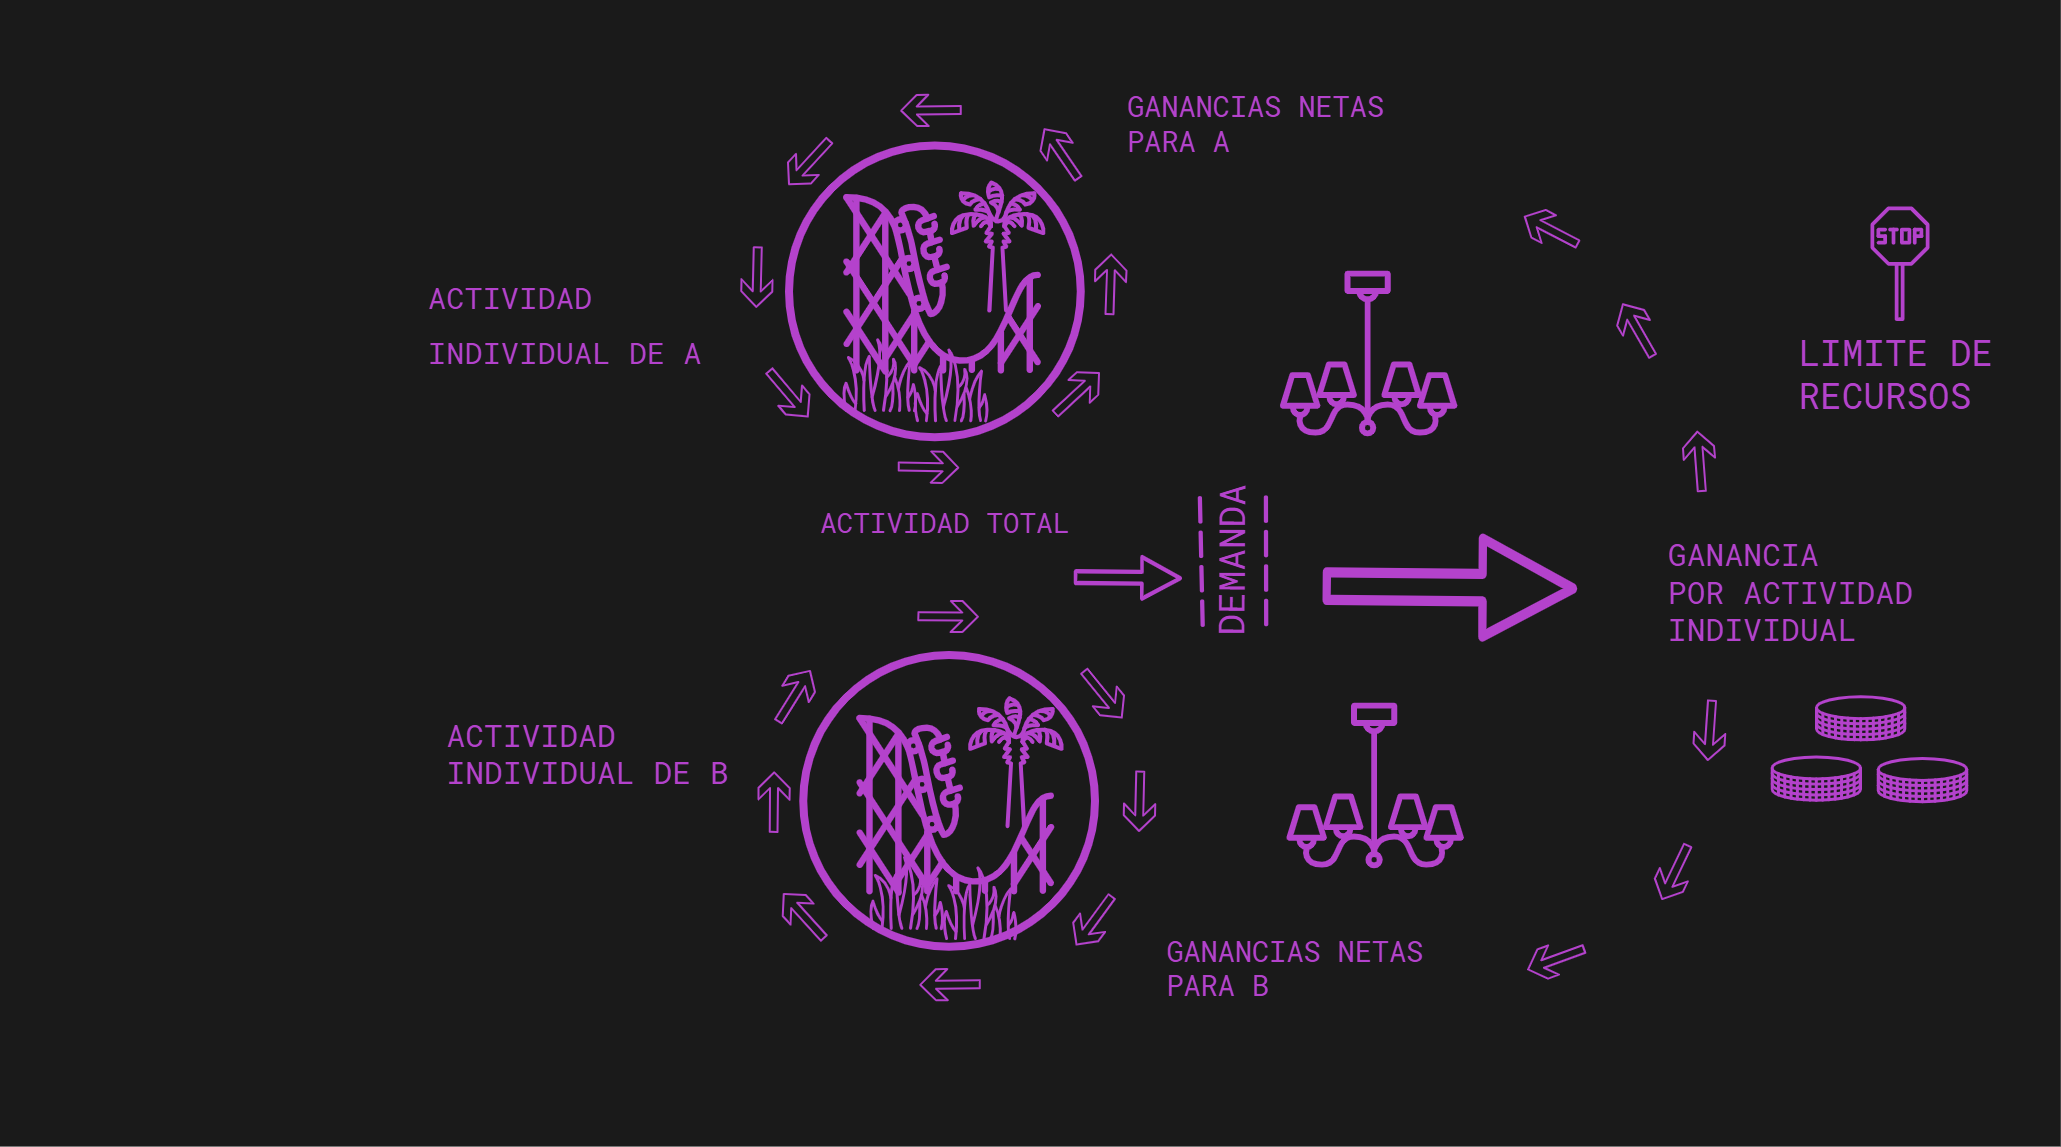 GANANCIAS NETAS
PARA A
ACTIVIDAD
INDIVIDUAL DE A
STOP
LIMITE DE
RECURSOS
ACTIVIDAD TOTAL
DEMANDA
GANANCIA
POR ACTIVIDAD
INDIVIDUAL
ACTIVIDAD
INDIVIDUAL DE B
GANANCIAS NETAS
PARA B